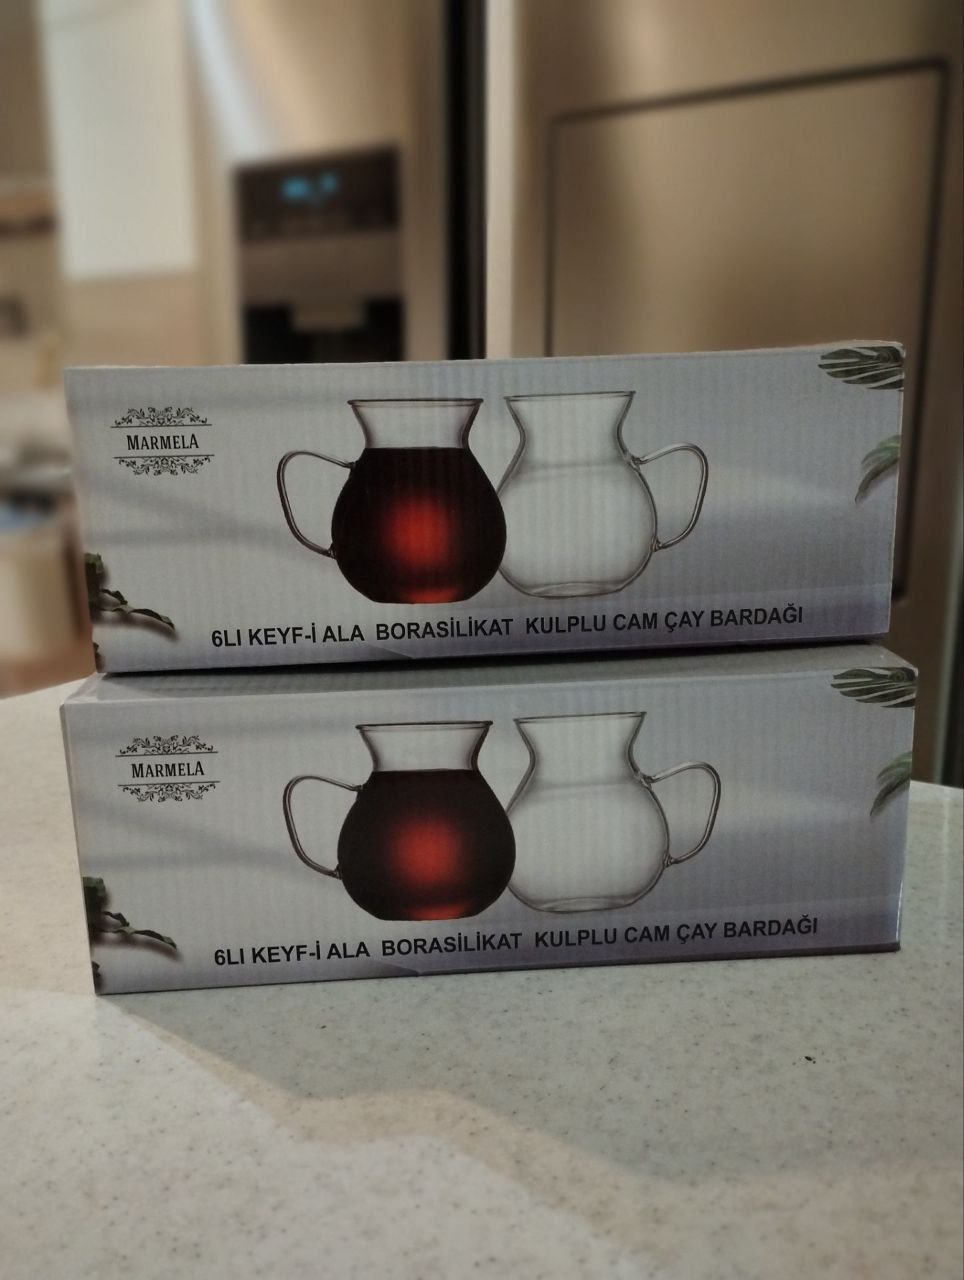 MARMELA
6LI KEYF-İ ALA BORASİLİKAT KULPLU CAM ÇAY BARDAĞI
MARMELA
6LI KEYF-İ ALA BORASİLİKAT KULPLU CAM ÇAY BARDAĞI